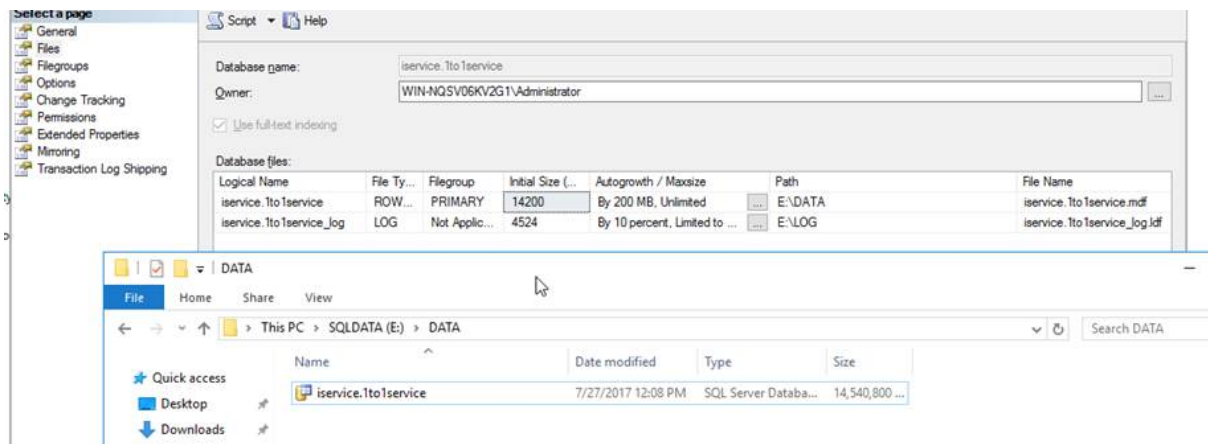 Select a page
General
Files
Filegroups
Options
Change Tracking
Permissions
Extended Properties
Mirroring
Transaction Log Shipping
Script Help
Database name: iservice.1to1service
Owner: WIN-NQSV06KV2G1\Administrator ...
Use full-text indexing
Database files:
Logical Name File Ty... Filegroup Initial Size (... Autogrowth / Maxsize Path File Name
iservice.1to1service ROW... PRIMARY 14200 By 200 MB, Unlimited ... E:\DATA iservice.1to1service.mdf
iservice.1to1service_log LOG Not Applic... 4524 By 10 percent, Limited to ... ... E:\LOG iservice.1to1service_log.ldf
DATA
File Home Share View
This PC > SQLDATA (E:) > DATA Search DATA
Name Date modified Type Size
Quick access
iservice.1to1service 7/27/2017 12:08 PM SQL Server Databa... 14,540,800 ...
Desktop
Downloads